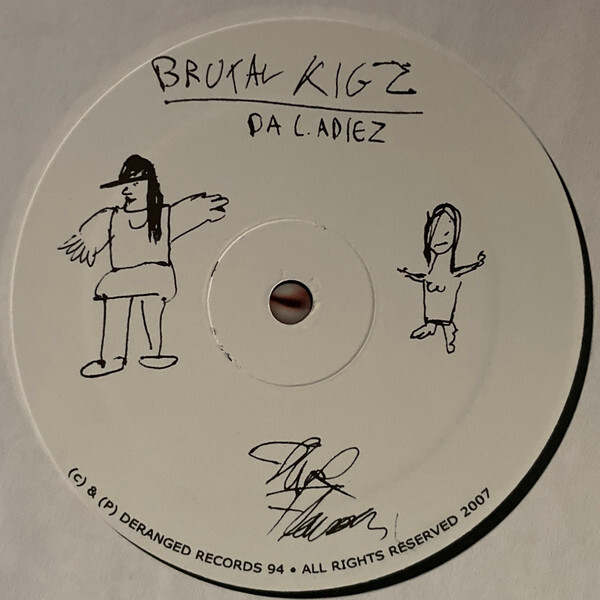 BRUTAL KIGZ
DA L.ADIEZ
(C) & (P) DERANGED RECORDS 94 • ALL RIGHTS RESERVED 2007